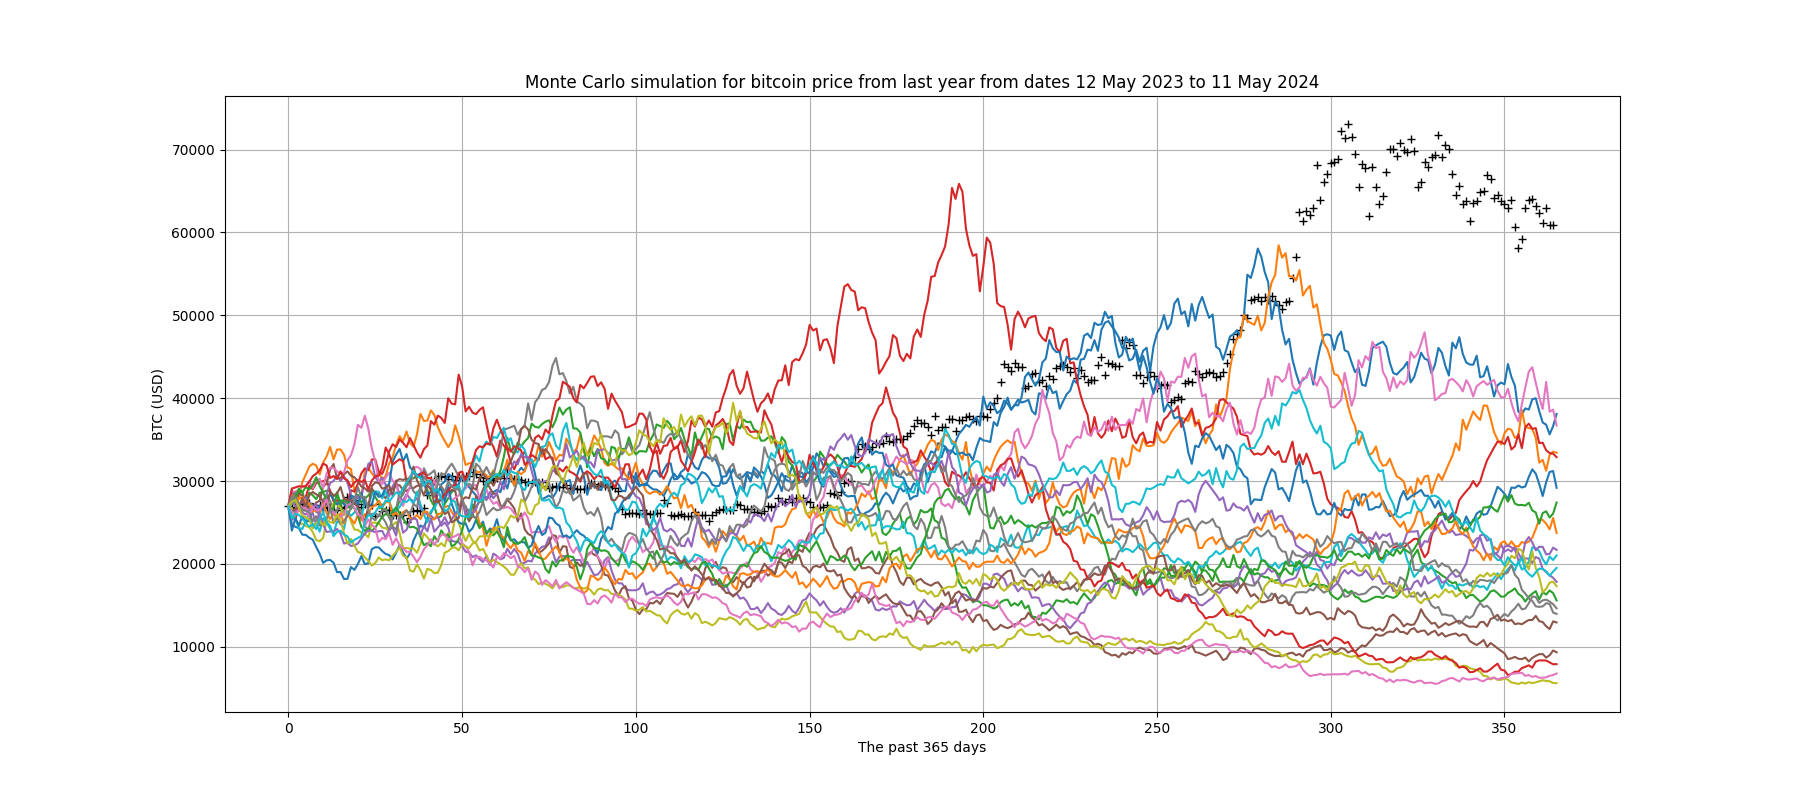 Monte Carlo simulation for bitcoin price from last year from dates 12 May 2023 to 11 May 2024
70000
60000
50000
40000
30000
20000
10000
BTC (USD)
0 50 100 150 200 250 300 350
The past 365 days